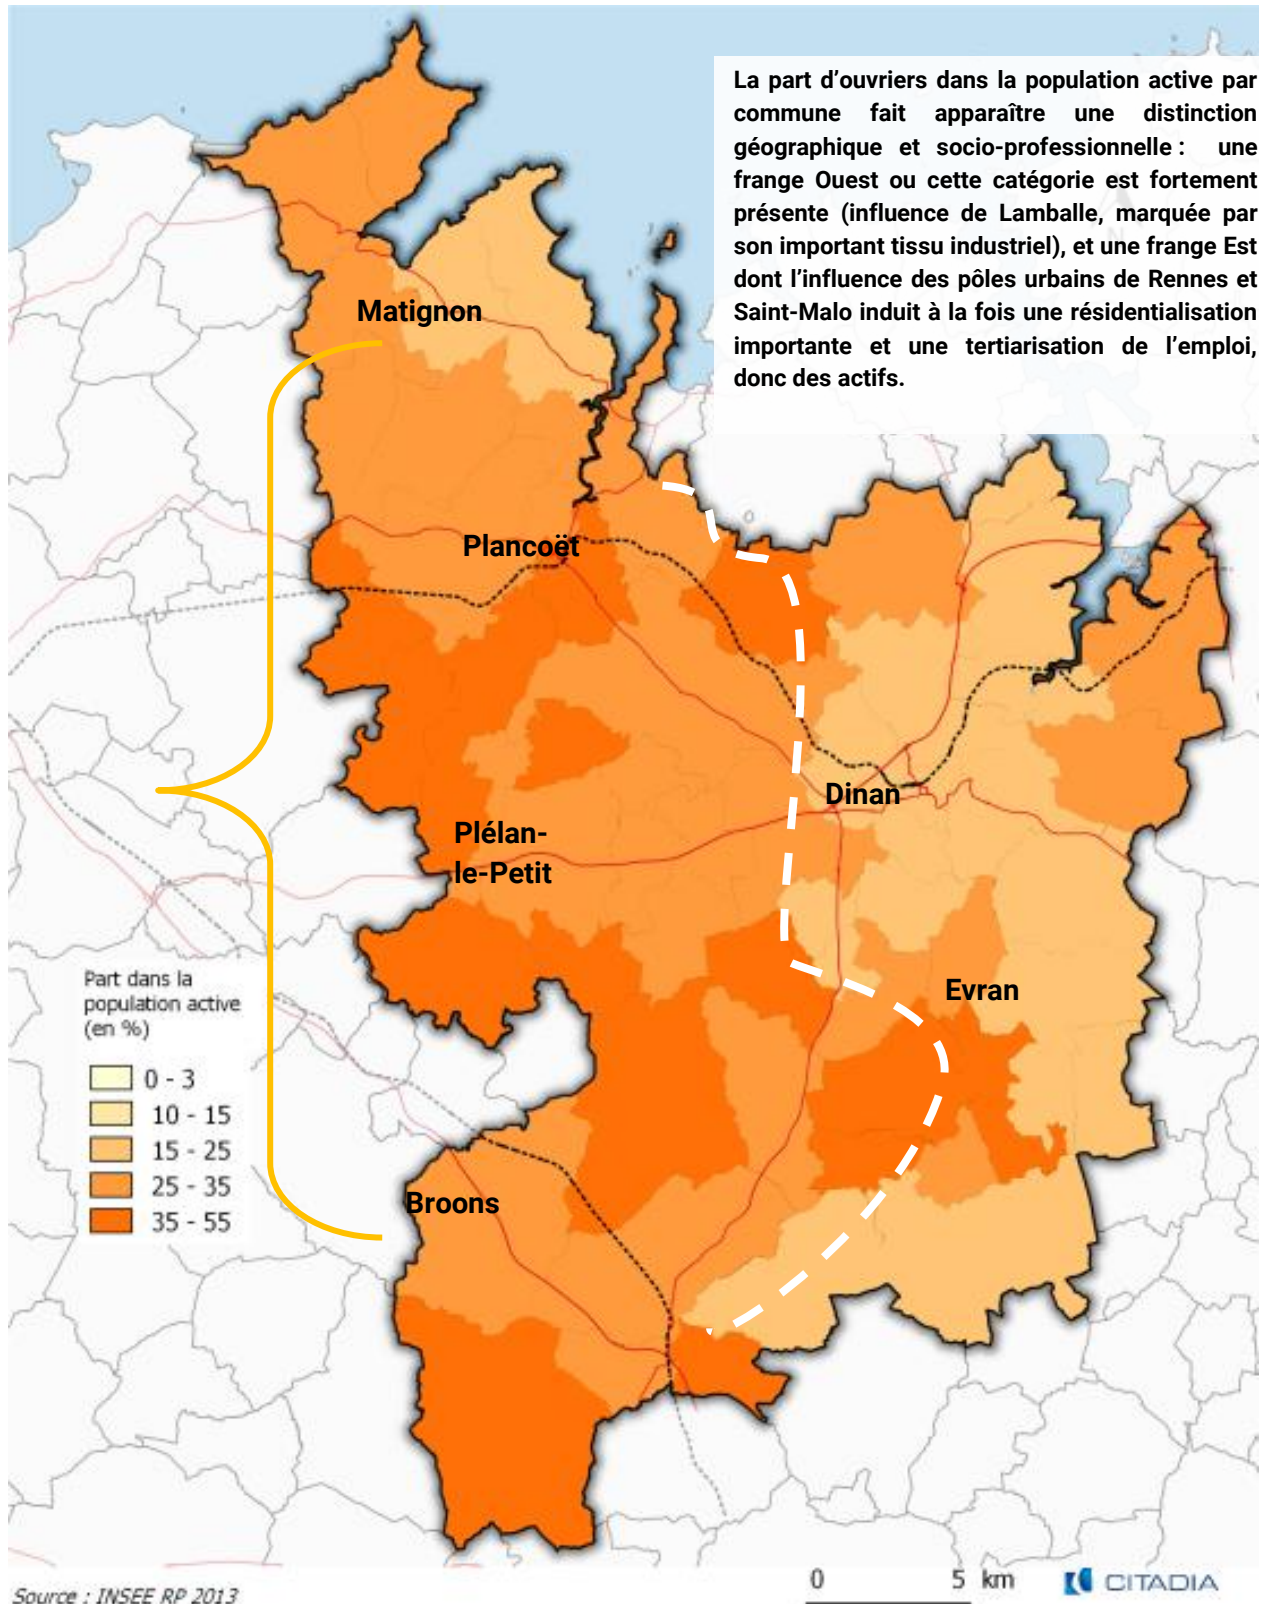 La part d’ouvriers dans la population active par
commune fait apparaître une distinction
géographique et socio-professionnelle : une
frange Ouest ou cette catégorie est fortement
présente (influence de Lamballe, marquée par
son important tissu industriel), et une frange Est
dont l’influence des pôles urbains de Rennes et
Saint-Malo induit à la fois une résidentialisation
importante et une tertiarisation de l’emploi,
donc des actifs.
Matignon
Plancoët
Dinan
Plélan-
le-Petit
Evran
Broons
Part dans la
population active
(en %)
0 - 3
10 - 15
15 - 25
25 - 35
35 - 55
0 5 km
CITADIA
Source : INSEE RP 2013